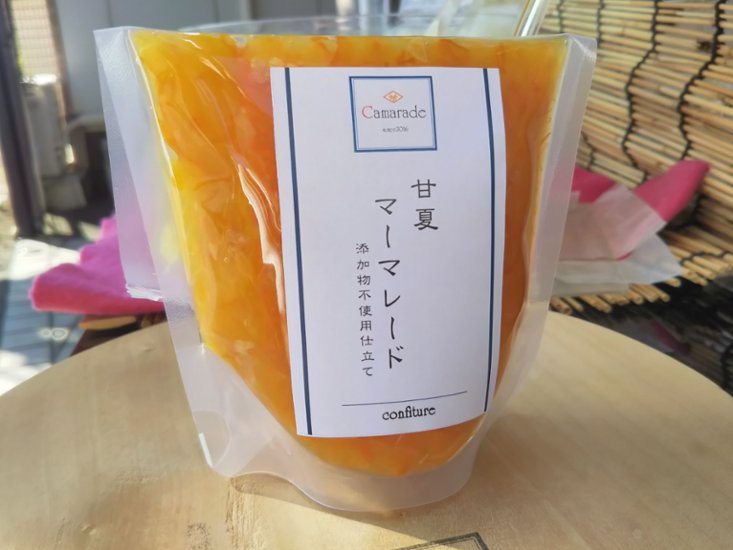 Camarade
since2016
甘夏
マーマレード
添加物不使用仕立て
confiture